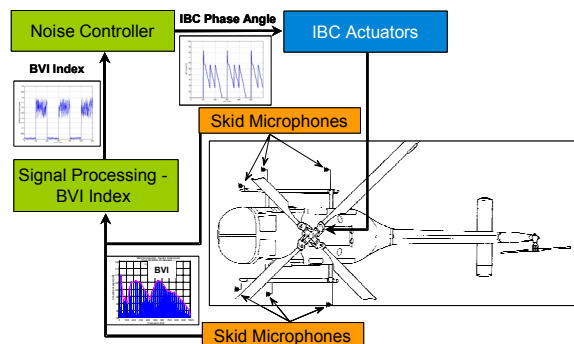 Noise Controller
IBC Phase Angle
IBC Actuators
BVI Index
Skid Microphones
Signal Processing -
BVI Index
BVI
Skid Microphones